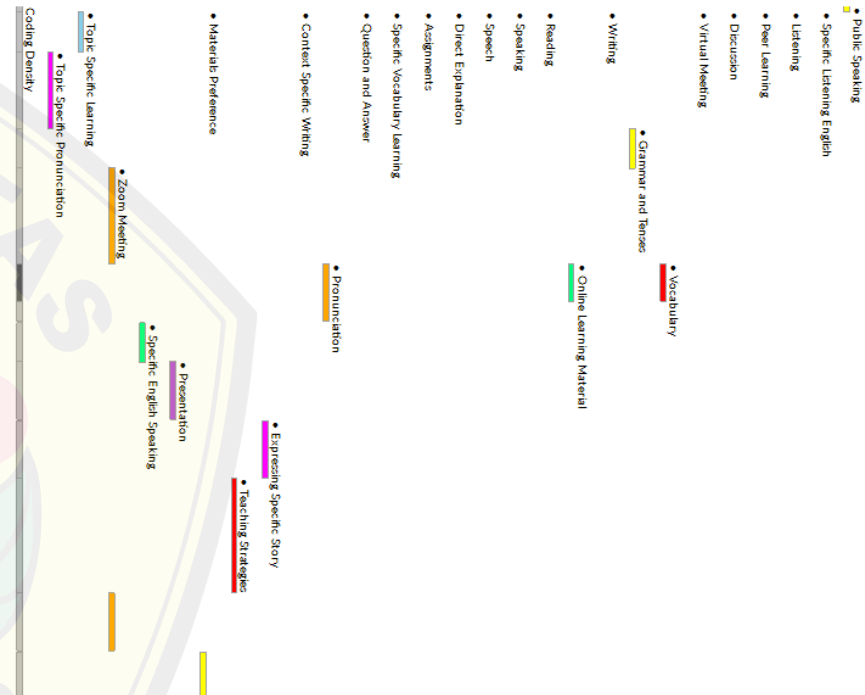 Coding Density
• Topic Specific Pronunciation
• Topic Specific Learning
• Zoom Meeting
• Specific English Speaking
• Presentation
• Materials Preference
• Teaching Strategies
• Expressing Specific Story
• Context Specific Writing
• Pronunciation
• Question and Answer
• Specific Vocabulary Learning
• Assignments
• Direct Explanation
• Speech
• Speaking
• Reading
• Online Learning Material
• Writing
• Grammar and Tenses
• Vocabulary
• Virtual Meeting
• Discussion
• Peer Learning
• Listening
• Specific Listening English
• Public Speaking
TAS